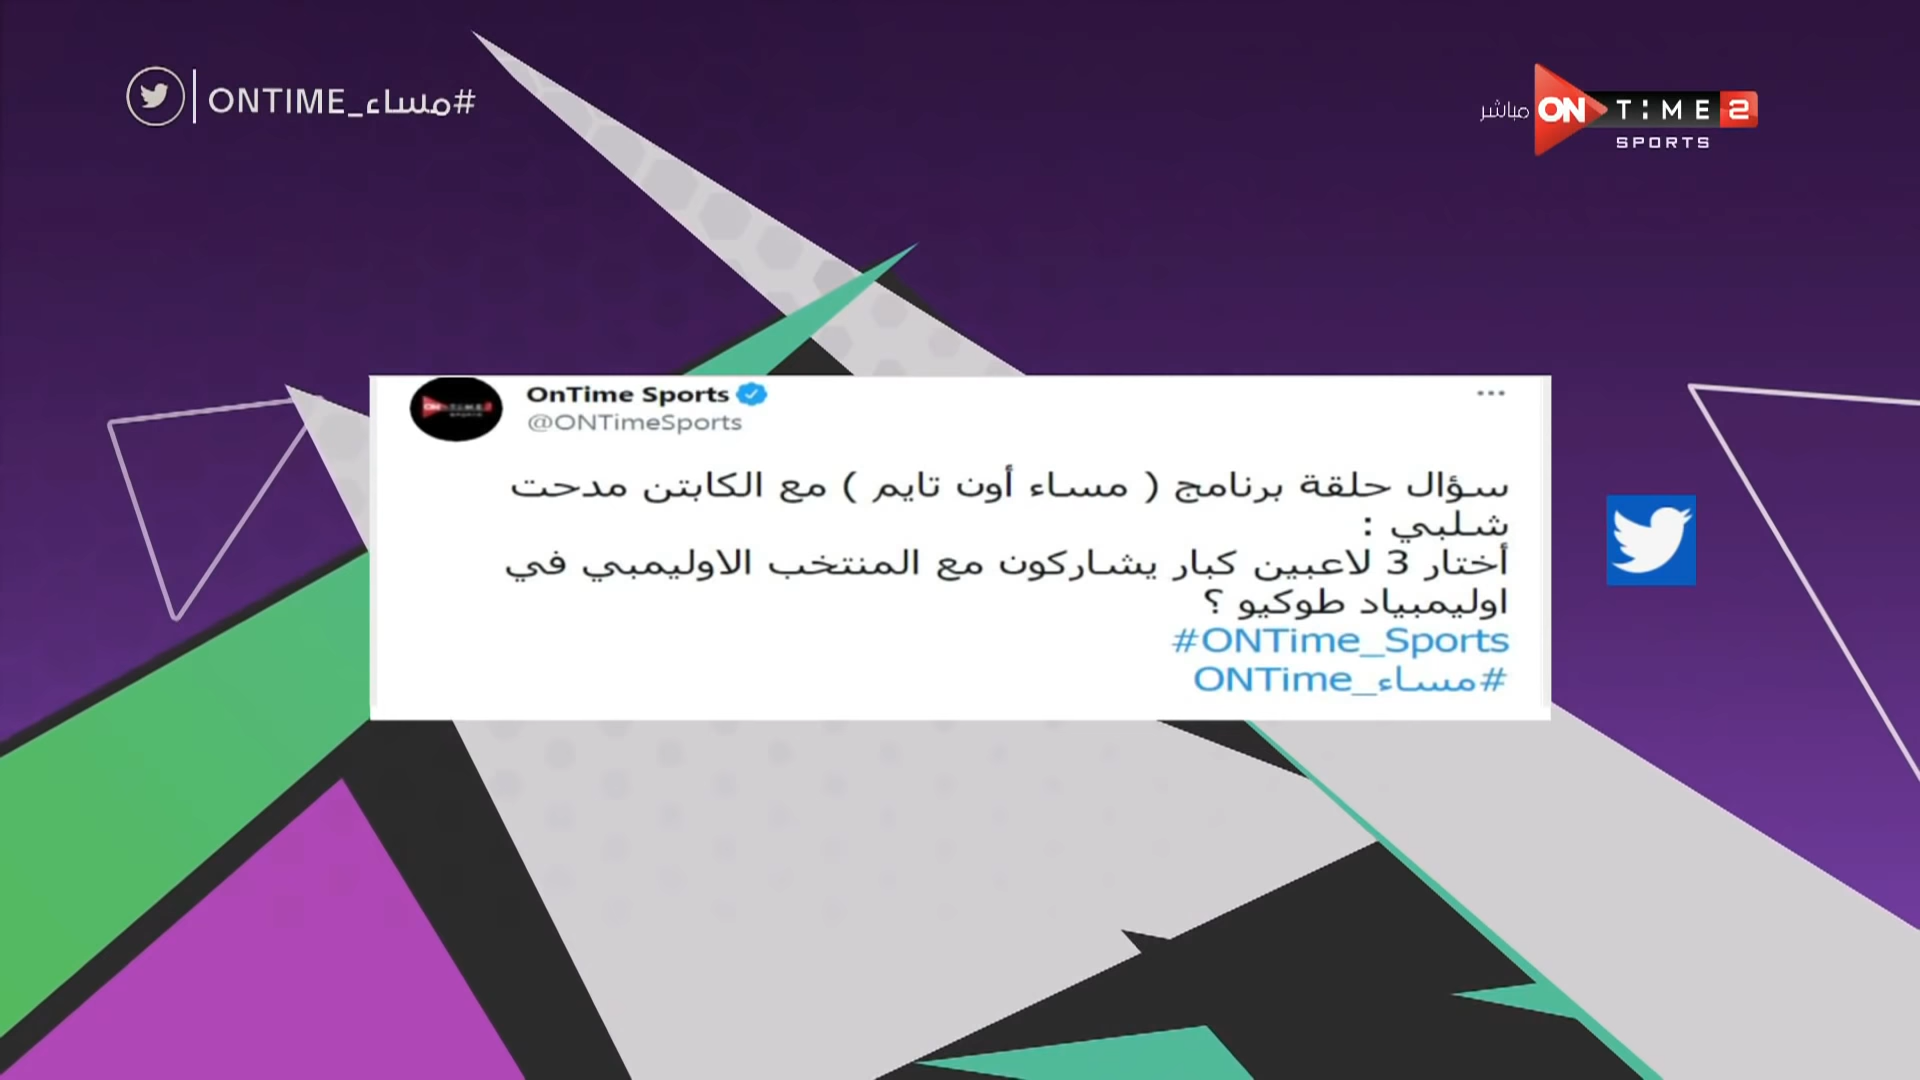 #مساء_ONTIME
مباشر ON TIME 2
SPORTS
OnTime Sports
@ONTimeSports
سؤال حلقة برنامج ( مساء أون تايم ) مع الكابتن مدحت
شلبي :
أختار 3 لاعبين كبار يشاركون مع المنتخب الاوليمبي في
اوليمبياد طوكيو ؟
#ONTime_Sports
#مساء_ONTime